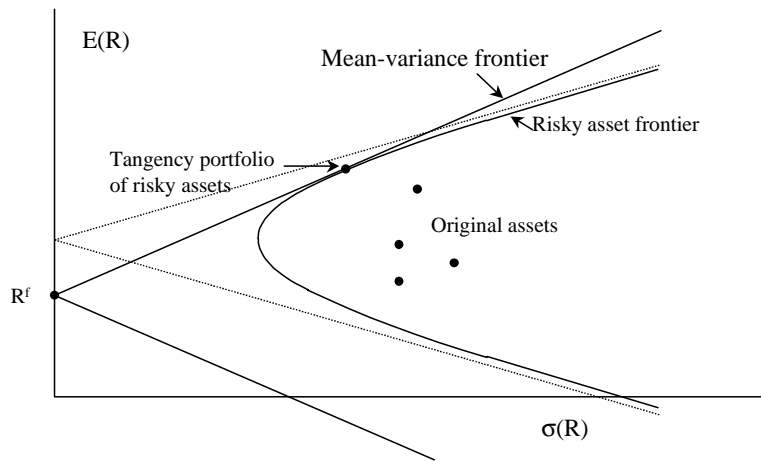 E(R)
Mean-variance frontier
Risky asset frontier
Tangency portfolio
of risky assets
Original assets
Rᶠ
σ(R)